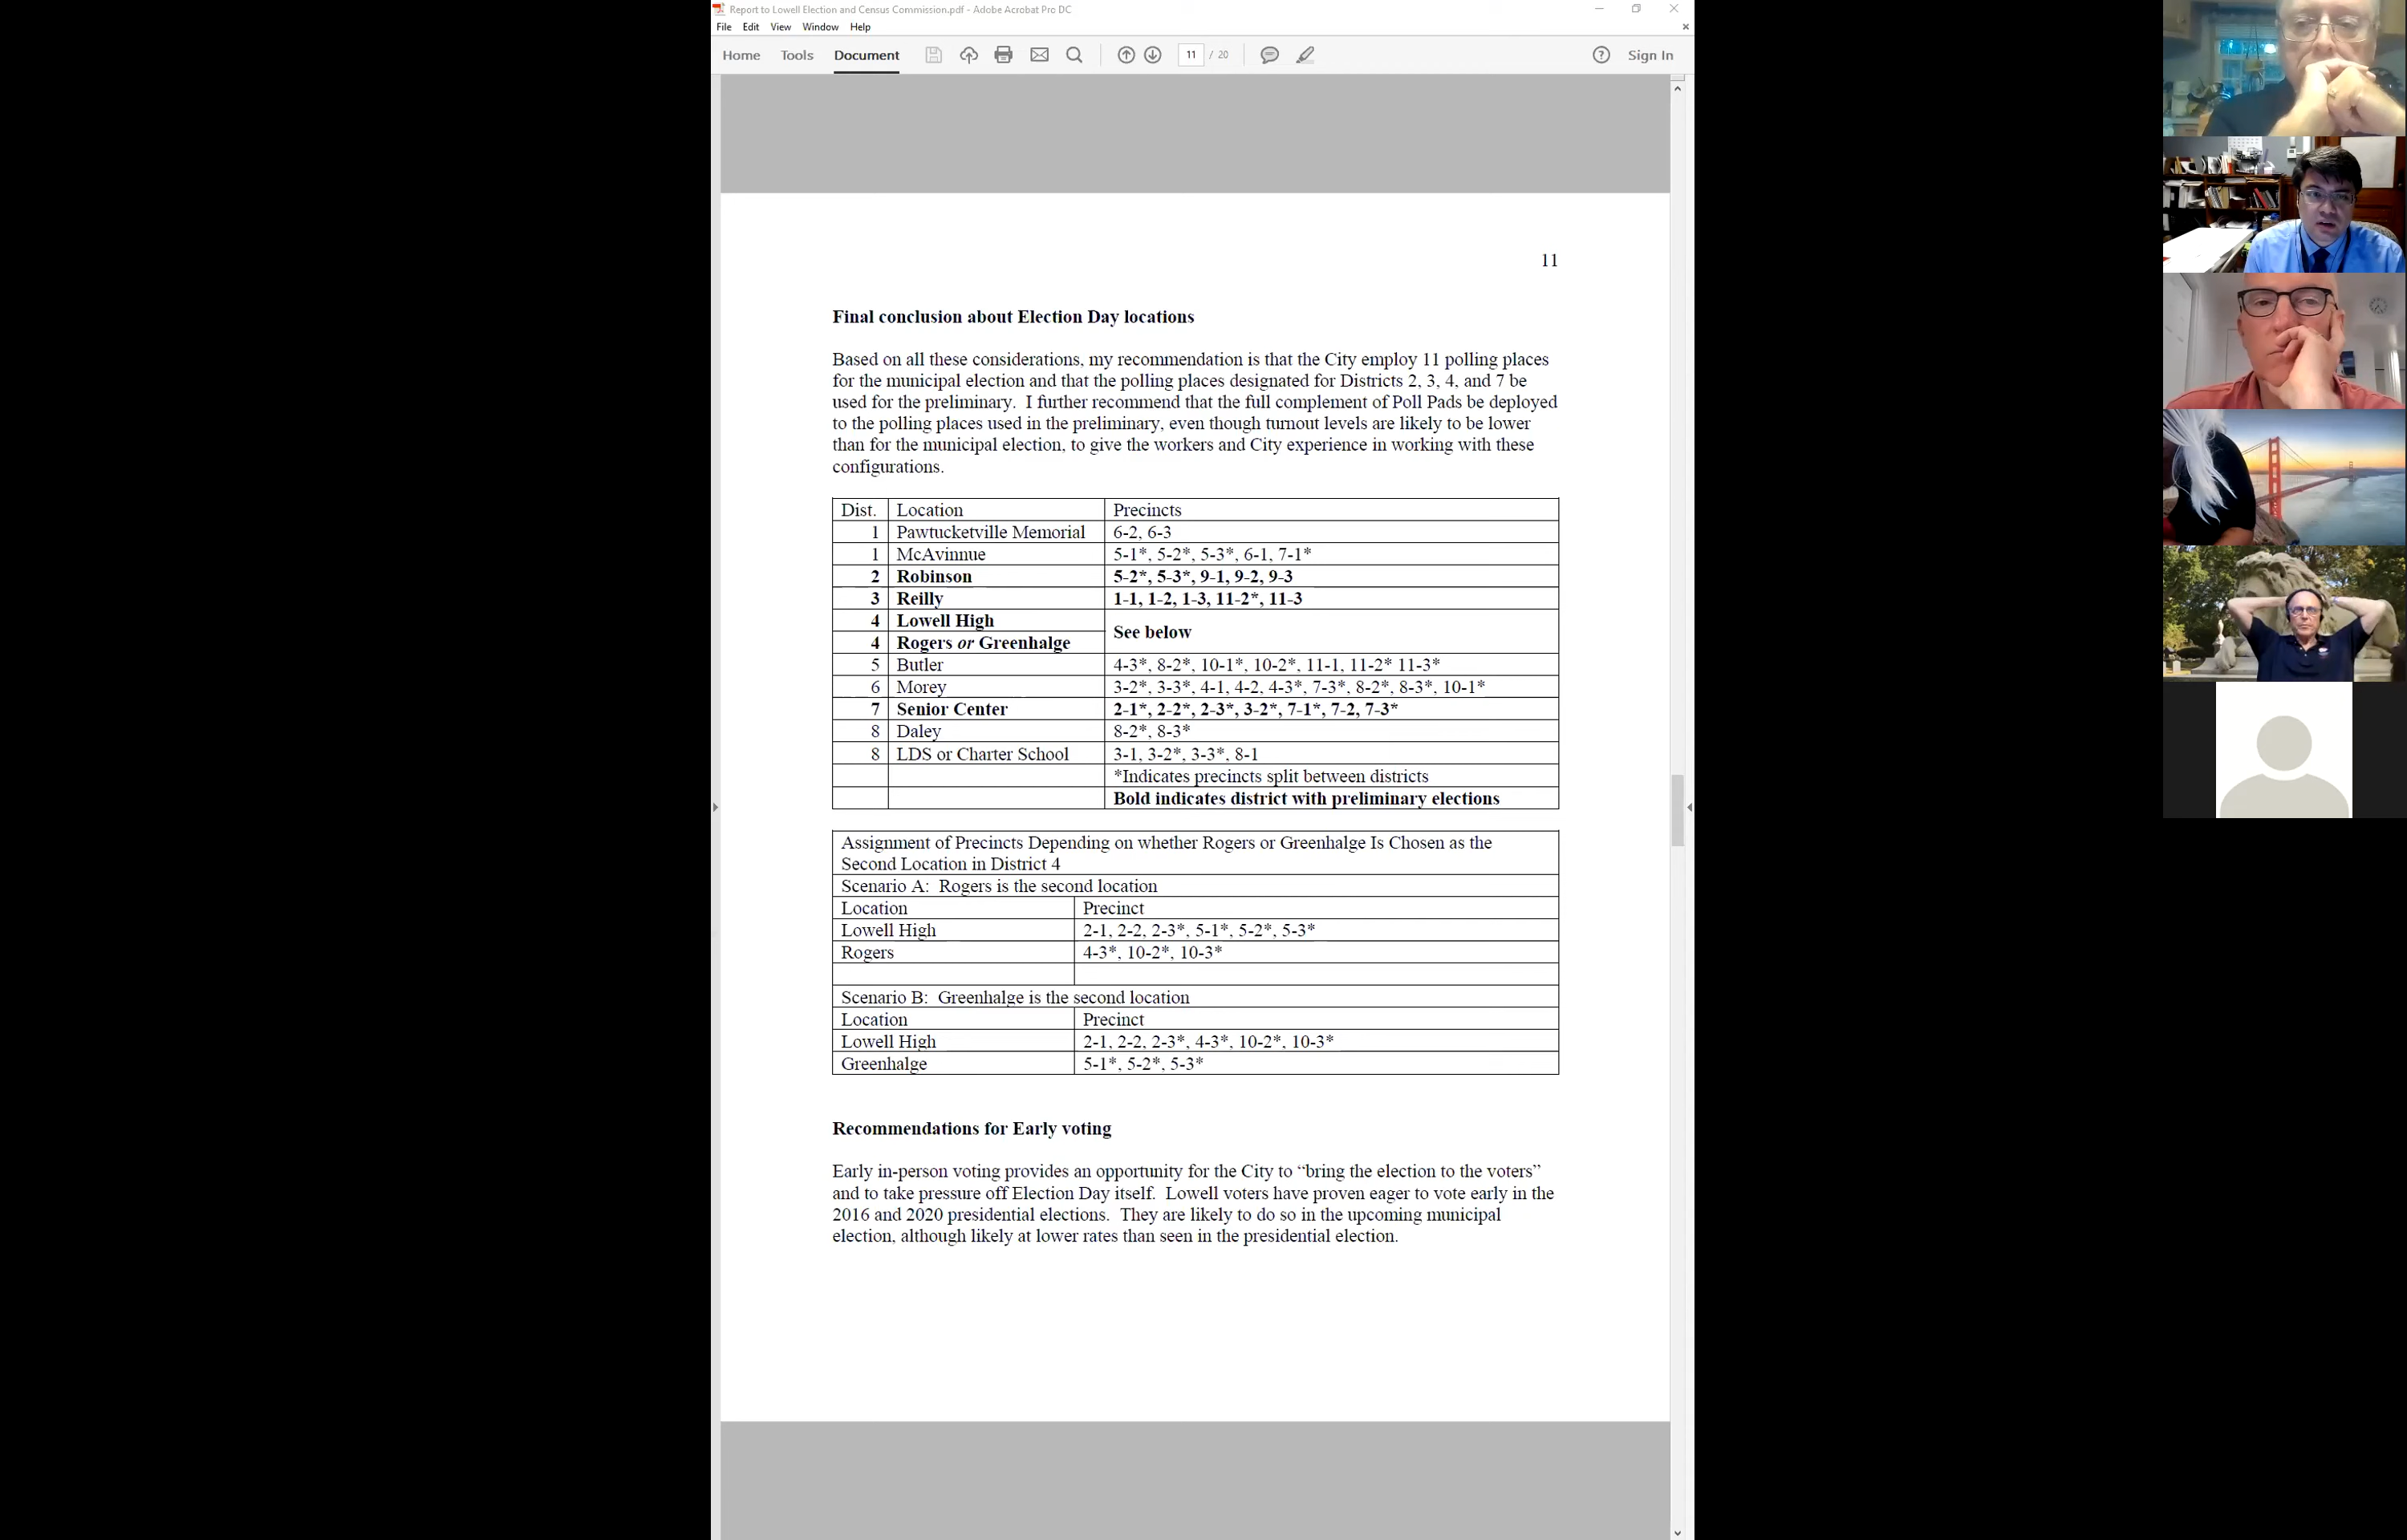 Report to Lowell Election and Census Commission.pdf - Adobe Acrobat Pro DC
File Edit View Window Help
Home Tools Document 11 / 20 Sign In
11
Final conclusion about Election Day locations
Based on all these considerations, my recommendation is that the City employ 11 polling places
for the municipal election and that the polling places designated for Districts 2, 3, 4, and 7 be
used for the preliminary. I further recommend that the full complement of Poll Pads be deployed
to the polling places used in the preliminary, even though turnout levels are likely to be lower
than for the municipal election, to give the workers and City experience in working with these
configurations.
Dist. Location Precincts
1 Pawtucketville Memorial 6-2, 6-3
1 McAvinnue 5-1*, 5-2*, 5-3*, 6-1, 7-1*
2 Robinson 5-2*, 5-3*, 9-1, 9-2, 9-3
3 Reilly 1-1, 1-2, 1-3, 11-2*, 11-3
4 Lowell High
See below
4 Rogers or Greenhalge
5 Butler 4-3*, 8-2*, 10-1*, 10-2*, 11-1, 11-2* 11-3*
6 Morey 3-2*, 3-3*, 4-1, 4-2, 4-3*, 7-3*, 8-2*, 8-3*, 10-1*
7 Senior Center 2-1*, 2-2*, 2-3*, 3-2*, 7-1*, 7-2, 7-3*
8 Daley 8-2*, 8-3*
8 LDS or Charter School 3-1, 3-2*, 3-3*, 8-1
*Indicates precincts split between districts
Bold indicates district with preliminary elections
Assignment of Precincts Depending on whether Rogers or Greenhalge Is Chosen as the
Second Location in District 4
Scenario A: Rogers is the second location
Location Precinct
Lowell High 2-1, 2-2, 2-3*, 5-1*, 5-2*, 5-3*
Rogers 4-3*, 10-2*, 10-3*
Scenario B: Greenhalge is the second location
Location Precinct
Lowell High 2-1, 2-2, 2-3*, 4-3*, 10-2*, 10-3*
Greenhalge 5-1*, 5-2*, 5-3*
Recommendations for Early voting
Early in-person voting provides an opportunity for the City to “bring the election to the voters”
and to take pressure off Election Day itself. Lowell voters have proven eager to vote early in the
2016 and 2020 presidential elections. They are likely to do so in the upcoming municipal
election, although likely at lower rates than seen in the presidential election.